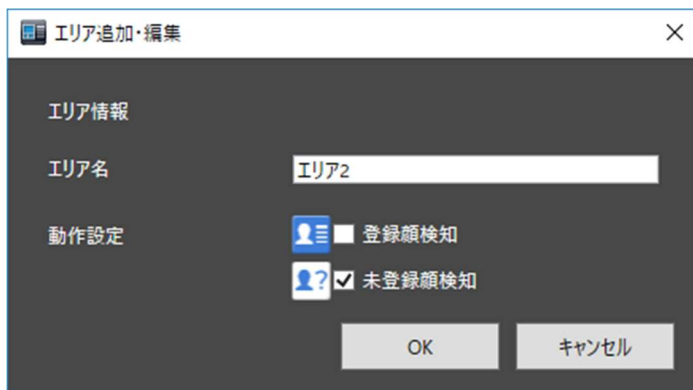 エリア追加・編集
エリア情報
エリア名 エリア2
動作設定 登録顔検知
未登録顔検知
OK キャンセル